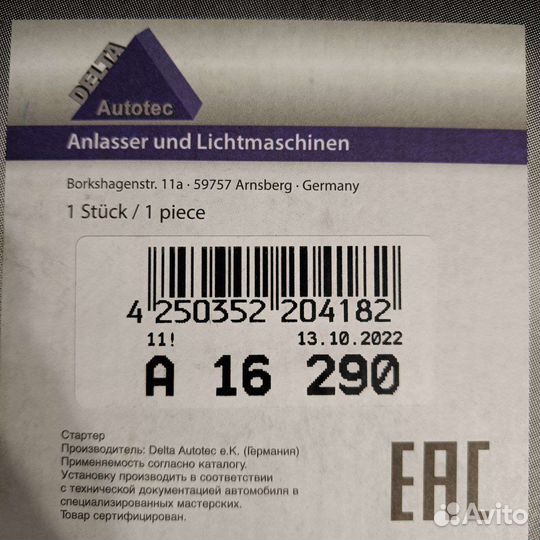 DELTA
Autotec
Anlasser und Lichtmaschinen
Borkshagenstr. 11a · 59757 Arnsberg · Germany
1 Stück / 1 piece
4 250352 204182
11! 13.10.2022
A 16 290
Стартер
Производитель: Delta Autotec e.K. (Германия)
Применяемость согласно каталогу.
Установку производить в соответствии
с технической документацией автомобиля в
специализированных мастерских.
Товар сертифицирован.
EAC
Avito